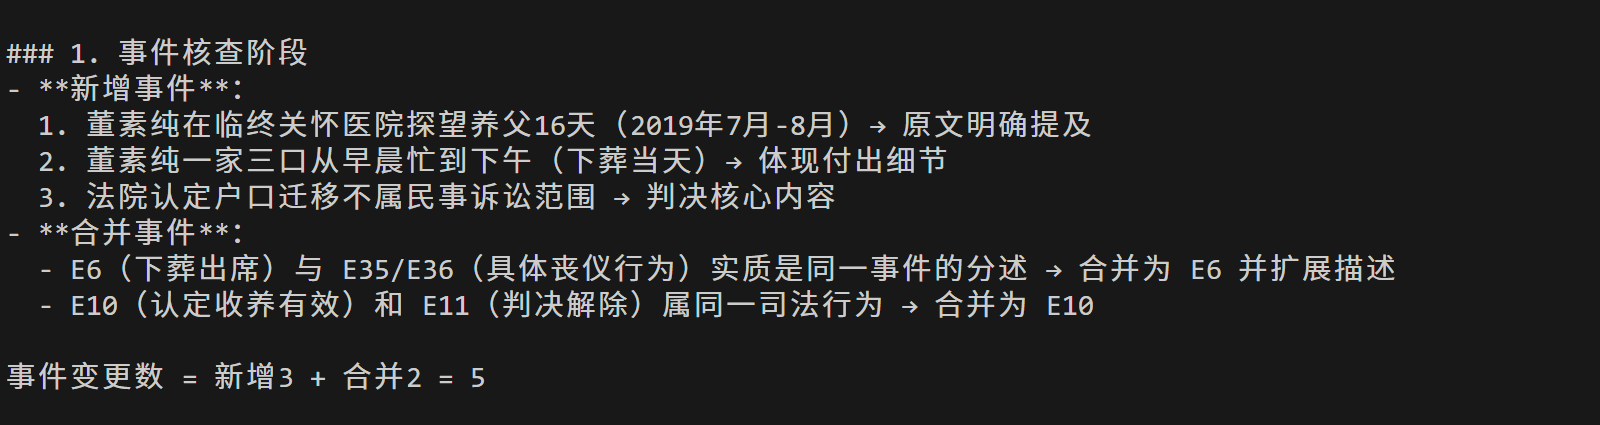 ### 1. 事件核查阶段
- **新增事件**：
  1. 董素纯在临终关怀医院探望养父16天（2019年7月-8月）→ 原文明确提及
  2. 董素纯一家三口从早晨忙到下午（下葬当天）→ 体现付出细节
  3. 法院认定户口迁移不属民事诉讼范围 → 判决核心内容
- **合并事件**：
  - E6（下葬出席）与 E35/E36（具体丧仪行为）实质是同一事件的分述 → 合并为 E6 并扩展描述
  - E10（认定收养有效）和 E11（判决解除）属同一司法行为 → 合并为 E10
事件变更数 = 新增3 + 合并2 = 5